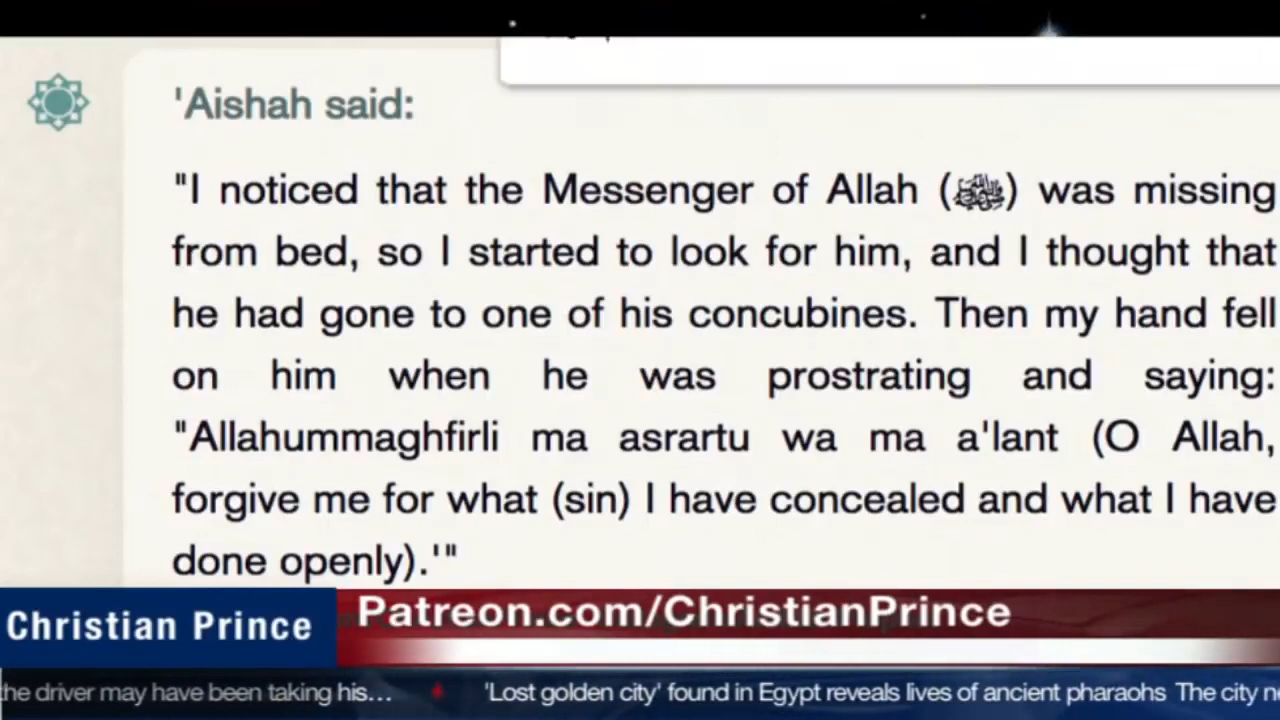 'Aishah said:
"I noticed that the Messenger of Allah (ﷺ) was missing
from bed, so I started to look for him, and I thought that
he had gone to one of his concubines. Then my hand fell
on him when he was prostrating and saying:
"Allahummaghfirli ma asrartu wa ma a'lant (O Allah,
forgive me for what (sin) I have concealed and what I have
done openly).'"
Christian Prince
Patreon.com/ChristianPrince
the driver may have been taking his... 'Lost golden city' found in Egypt reveals lives of ancient pharaohs The city